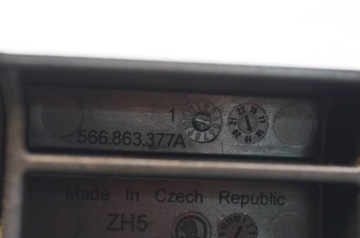 1
566.863.377A
Made In Czech Republic
ZH5